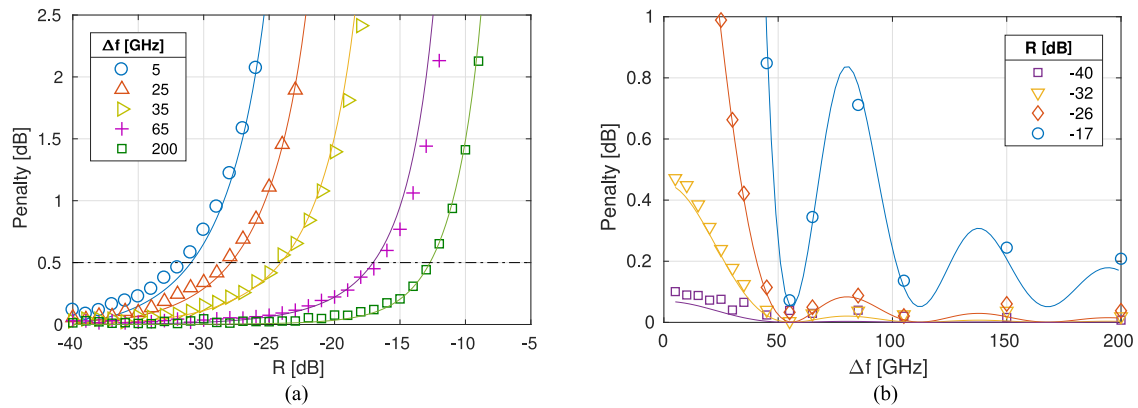 2.5
2
1.5
1
0.5
0
Penalty [dB]
Δf [GHz]
5
25
35
65
200
-40 -35 -30 -25 -20 -15 -10 -5
R [dB]
(a)
1
0.8
0.6
0.4
0.2
0
Penalty [dB]
R [dB]
-40
-32
-26
-17
0 50 100 150 200
Δf [GHz]
(b)